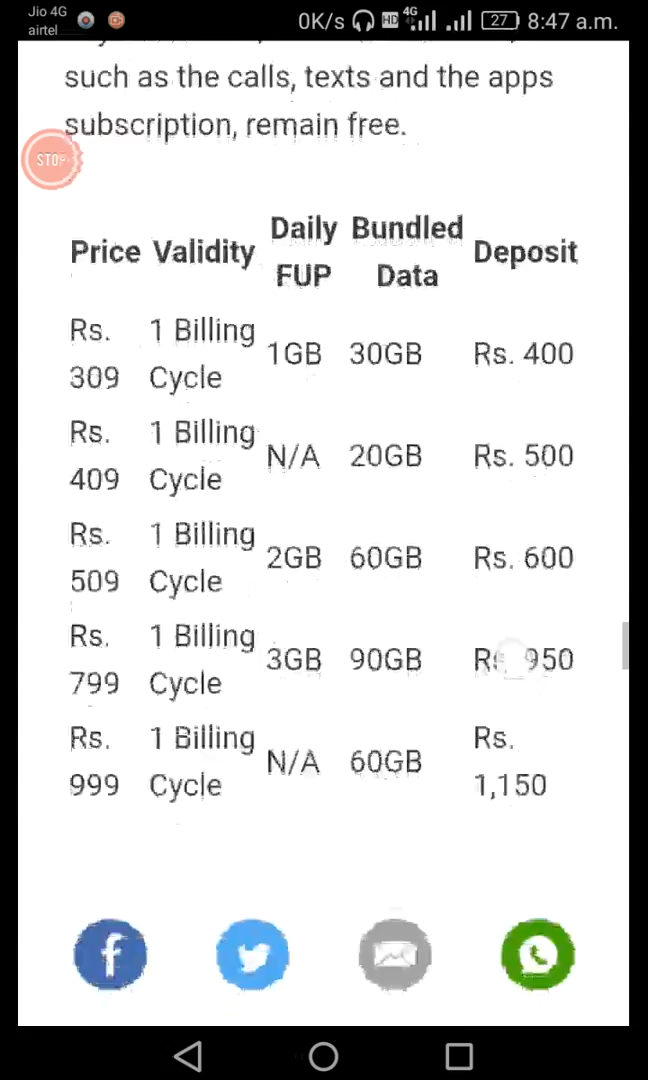 Jio 4G
airtel
0K/s HD 4G 27 8:47 a.m.
such as the calls, texts and the apps
subscription, remain free.
STOP
Price Validity Daily FUP Bundled Data Deposit
Rs. 309 1 Billing Cycle 1GB 30GB Rs. 400
Rs. 409 1 Billing Cycle N/A 20GB Rs. 500
Rs. 509 1 Billing Cycle 2GB 60GB Rs. 600
Rs. 799 1 Billing Cycle 3GB 90GB Rs. 950
Rs. 999 1 Billing Cycle N/A 60GB Rs. 1,150